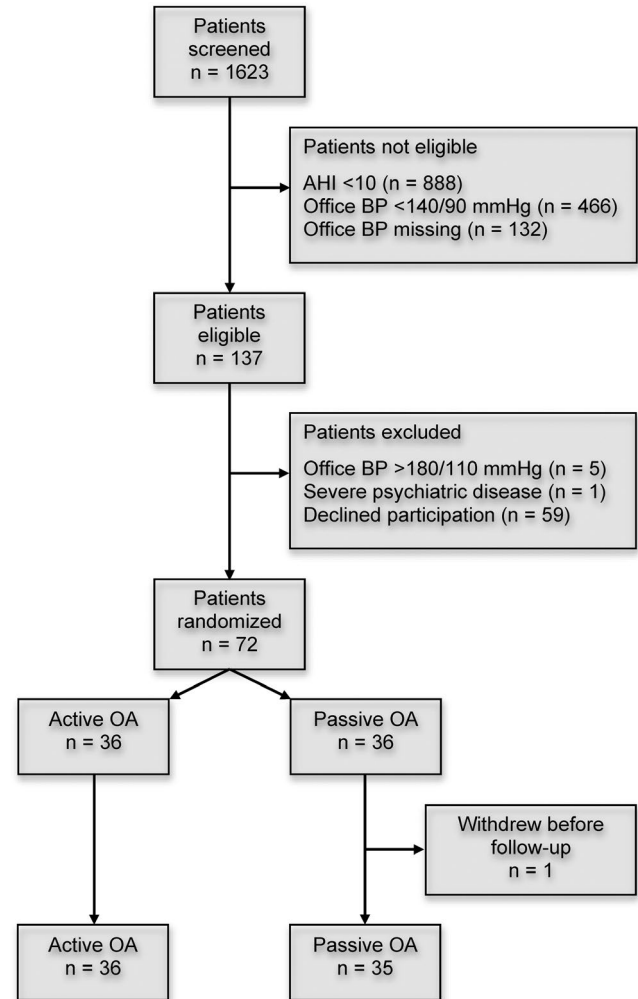 Patients
screened
n = 1623
Patients not eligible
AHI <10 (n = 888)
Office BP <140/90 mmHg (n = 466)
Office BP missing (n = 132)
Patients
eligible
n = 137
Patients excluded
Office BP >180/110 mmHg (n = 5)
Severe psychiatric disease (n = 1)
Declined participation (n = 59)
Patients
randomized
n = 72
Active OA
n = 36
Passive OA
n = 36
Withdrew before
follow-up
n = 1
Active OA
n = 36
Passive OA
n = 35